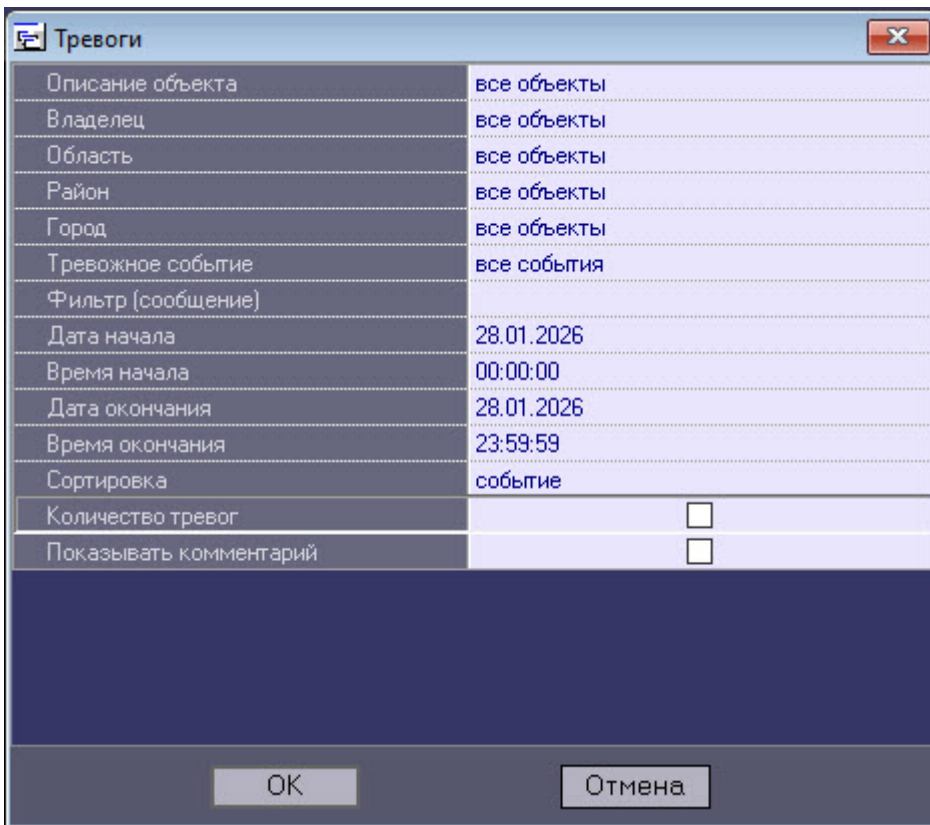 Тревоги
Описание объекта все объекты
Владелец все объекты
Область все объекты
Район все объекты
Город все объекты
Тревожное событие все события
Фильтр (сообщение)
Дата начала 28.01.2026
Время начала 00:00:00
Дата окончания 28.01.2026
Время окончания 23:59:59
Сортировка событие
Количество тревог
Показывать комментарий
OK Отмена